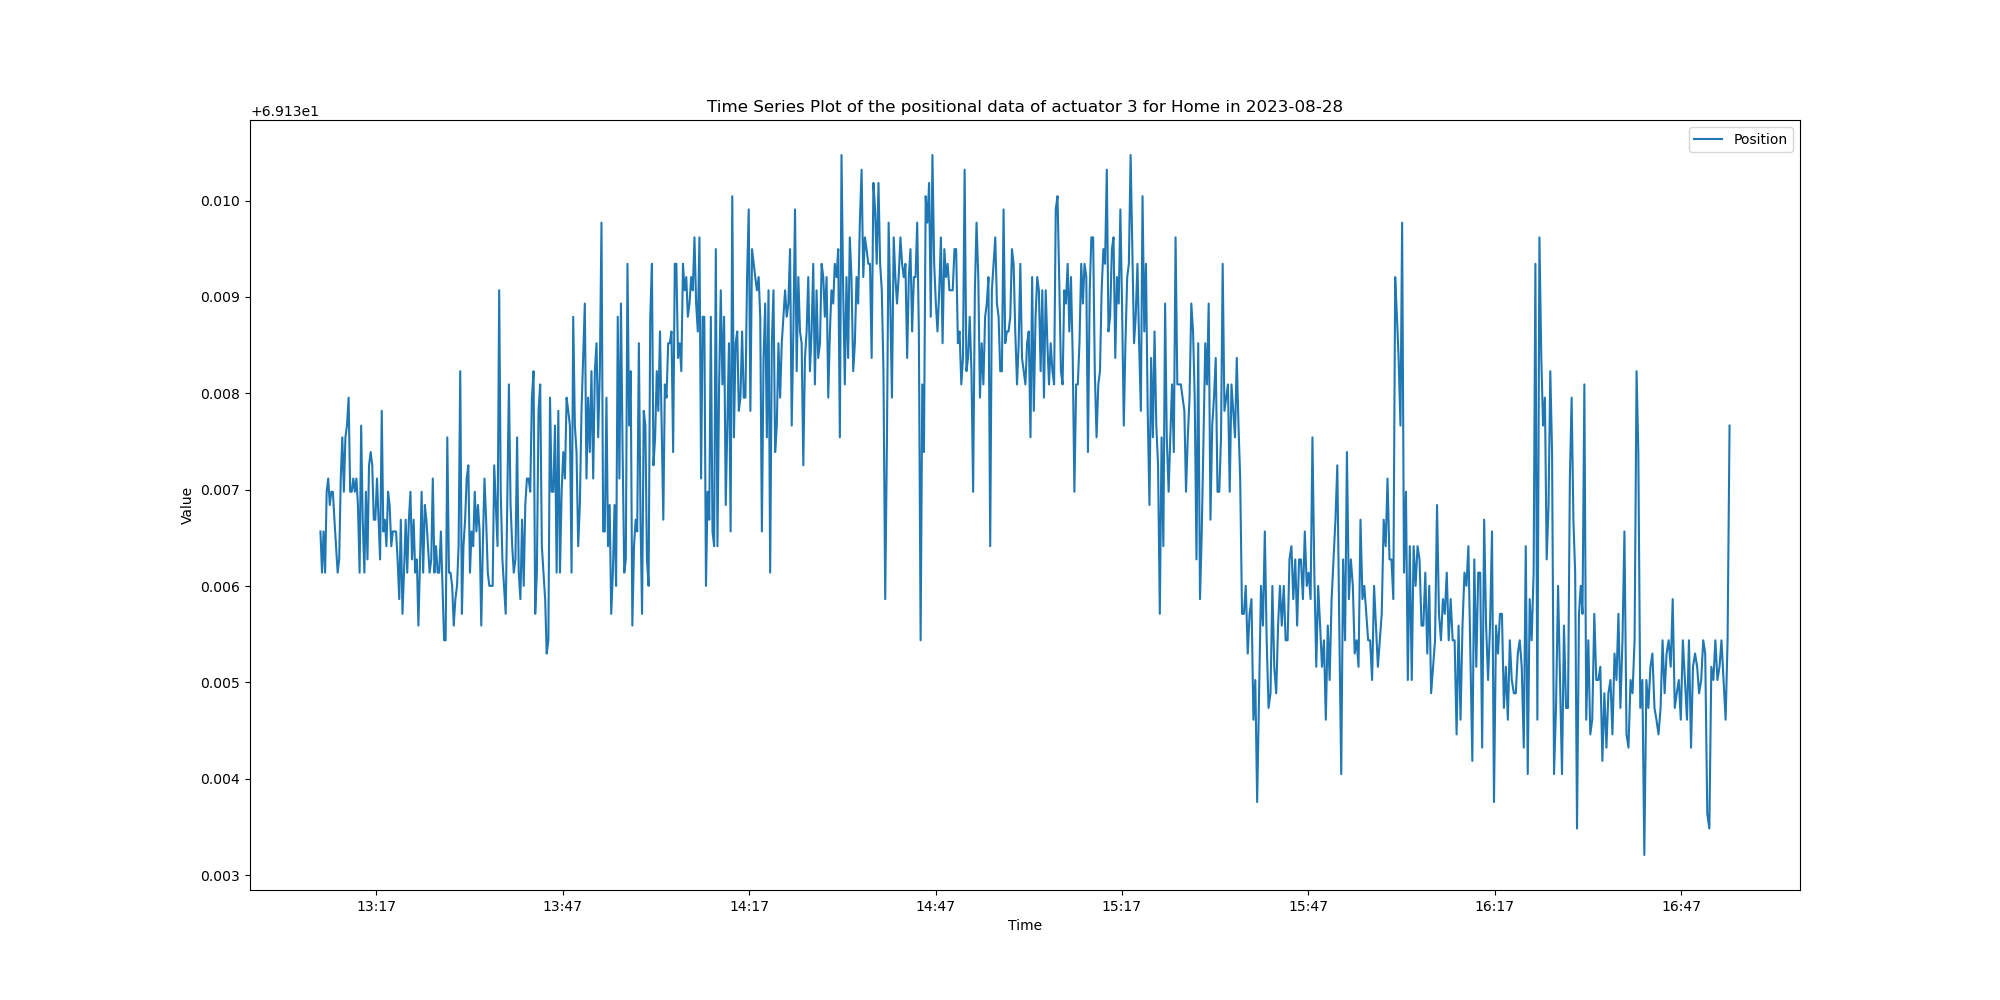 Time Series Plot of the positional data of actuator 3 for Home in 2023-08-28
+6.913e1
Position
0.010
0.009
0.008
0.007
0.006
0.005
0.004
0.003
Value
13:17 13:47 14:17 14:47 15:17 15:47 16:17 16:47
Time